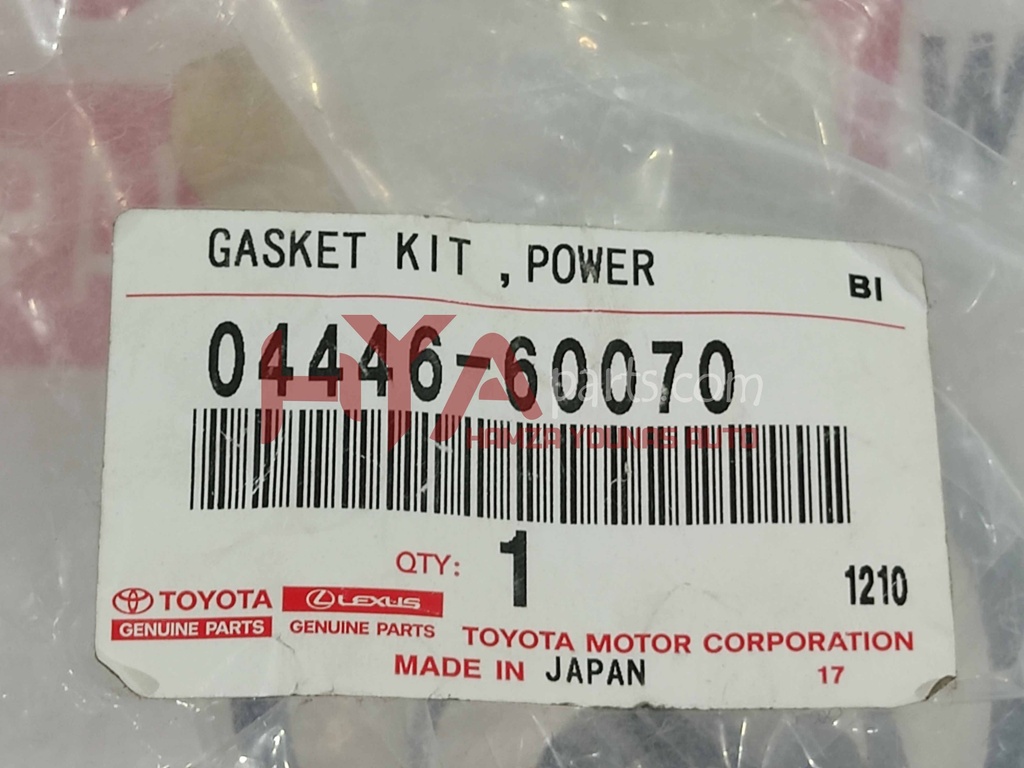 GASKET KIT , POWER
BI
04446-60070
HYAparts.com
HAMZA YOUNAS AUTO
QTY: 1
1210
TOYOTA LEXUS
GENUINE PARTS GENUINE PARTS
TOYOTA MOTOR CORPORATION
MADE IN JAPAN 17